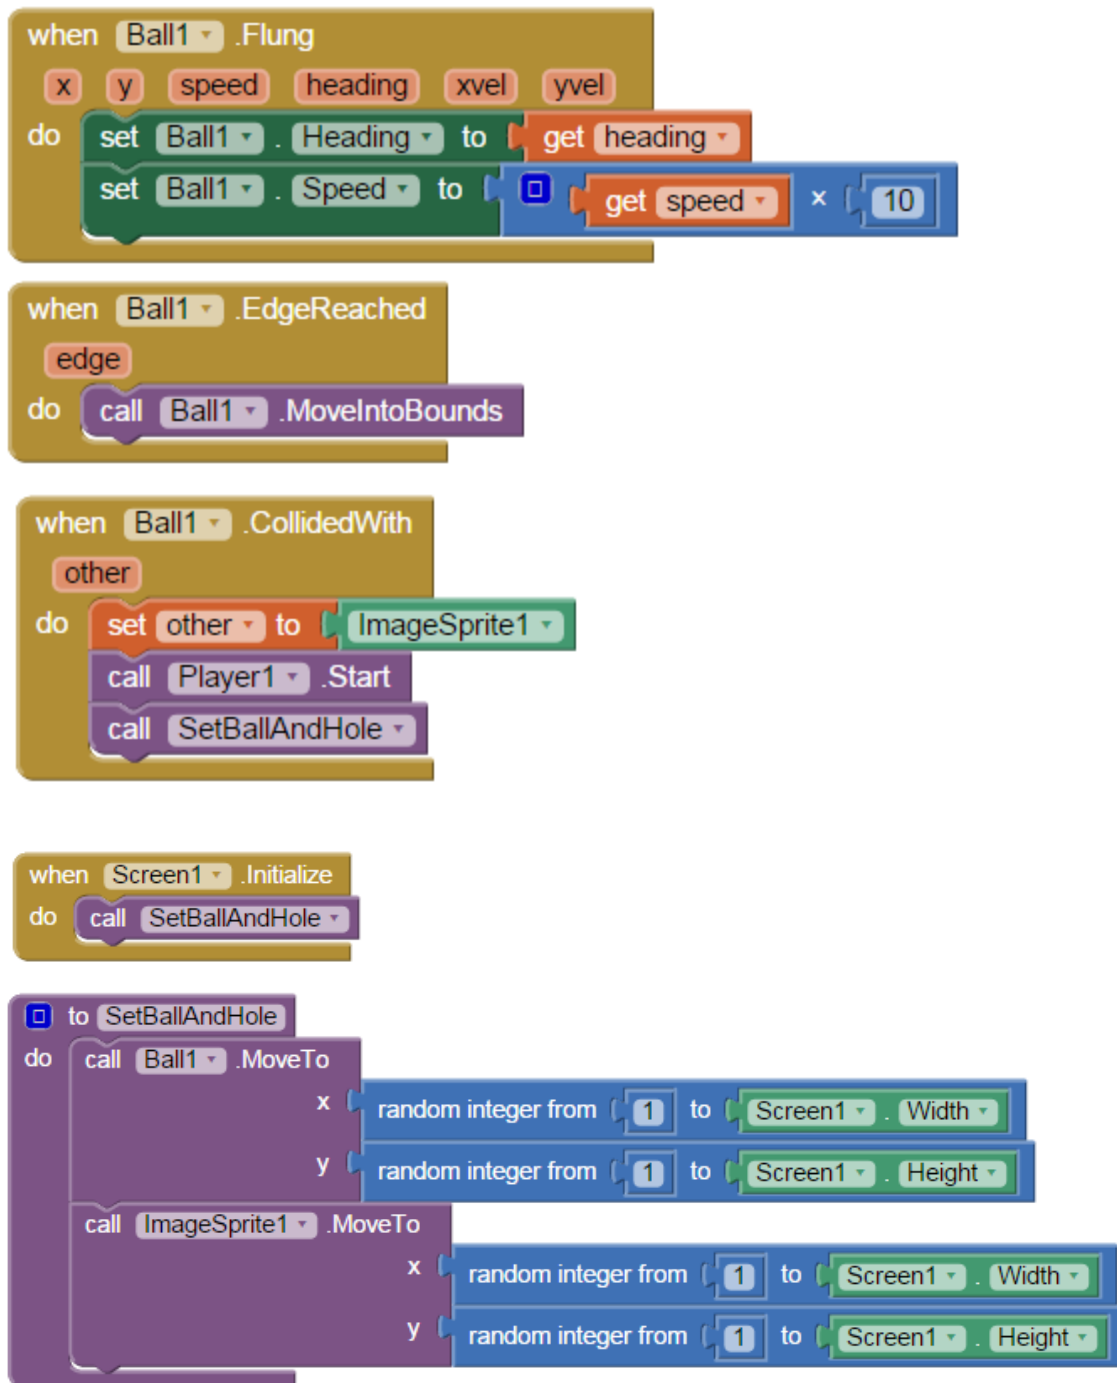 when Ball1 .Flung
x y speed heading xvel yvel
do set Ball1 . Heading to get heading
set Ball1 . Speed to get speed × 10
when Ball1 .EdgeReached
edge
do call Ball1 .MoveIntoBounds
when Ball1 .CollidedWith
other
do set other to ImageSprite1
call Player1 .Start
call SetBallAndHole
when Screen1 .Initialize
do call SetBallAndHole
to SetBallAndHole
do call Ball1 .MoveTo
x random integer from 1 to Screen1 . Width
y random integer from 1 to Screen1 . Height
call ImageSprite1 .MoveTo
x random integer from 1 to Screen1 . Width
y random integer from 1 to Screen1 . Height